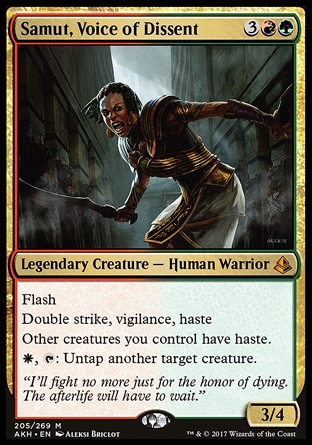 Samut, Voice of Dissent 3
ALEKSI
Legendary Creature — Human Warrior
Flash
Double strike, vigilance, haste
Other creatures you control have haste.
, : Untap another target creature.
“I’ll fight no more just for the honor of dying.
The afterlife will have to wait.”
3/4
205/269 M
AKH • EN Aleksi Briclot
™ & © 2017 Wizards of the Coast